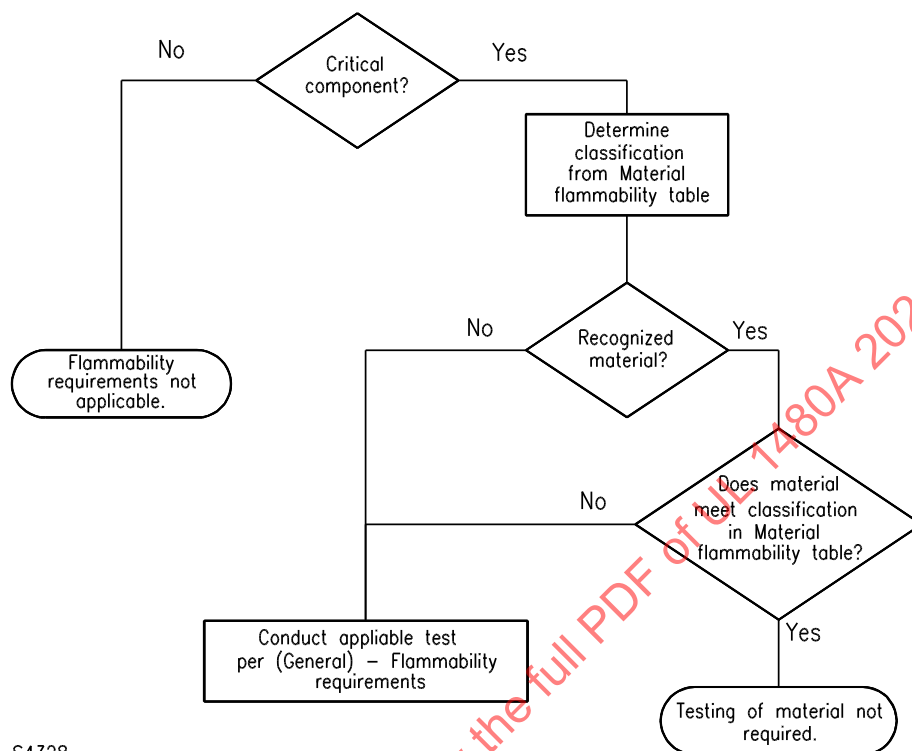 No
Yes
Critical
component?
Determine
classification
from Material
flammability table
No
Yes
Recognized
material?
Flammability
requirements not
applicable.
No
Does material
meet classification
in Material
flammability table?
Conduct appliable test
per (General) – Flammability
requirements
Yes
Testing of material not
required.
the full PDF of UL 1480A 202